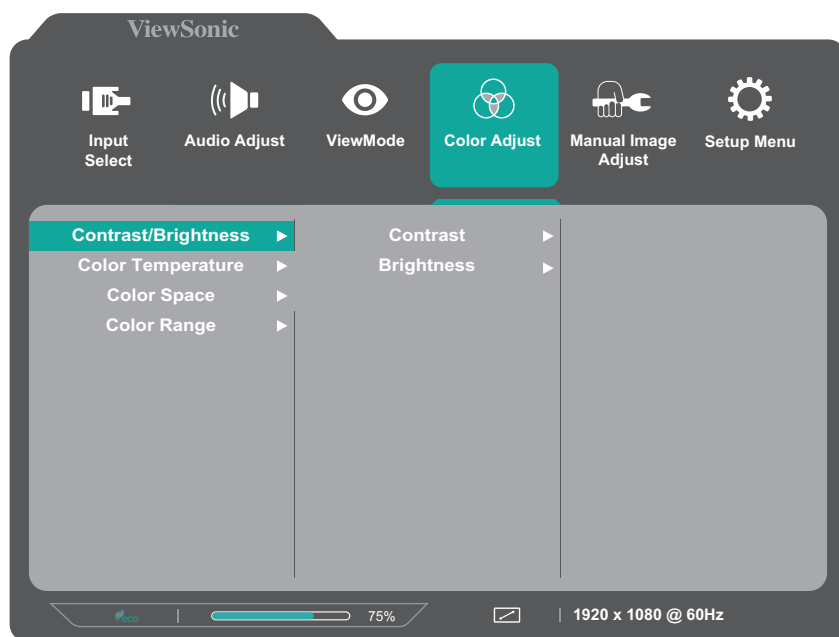 ViewSonic
Input
Select
Audio Adjust
ViewMode
Color Adjust
Manual Image
Adjust
Setup Menu
Contrast/Brightness
Color Temperature
Color Space
Color Range
Contrast
Brightness
eco
75%
1920 x 1080 @ 60Hz